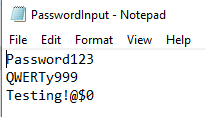 PasswordInput - Notepad
File Edit Format View Help
Password123
QWERTy999
Testing!@$0